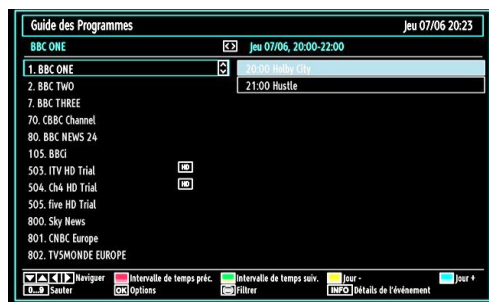 Guide des Programmes Jeu 07/06 20:23
BBC ONE Jeu 07/06, 20:00-22:00
1. BBC ONE 20:00 Holby City
2. BBC TWO 21:00 Hustle
7. BBC THREE
70. CBBC Channel
80. BBC NEWS 24
105. BBCi
503. ITV HD Trial HD
504. Ch4 HD Trial HD
505. five HD Trial
800. Sky News
801. CNBC Europe
802. TV5MONDE EUROPE
Naviguer Intervalle de temps préc. Intervalle de temps suiv. Jour - Jour +
0...9 Sauter OK Options Filtrer INFO Détails de l'événement